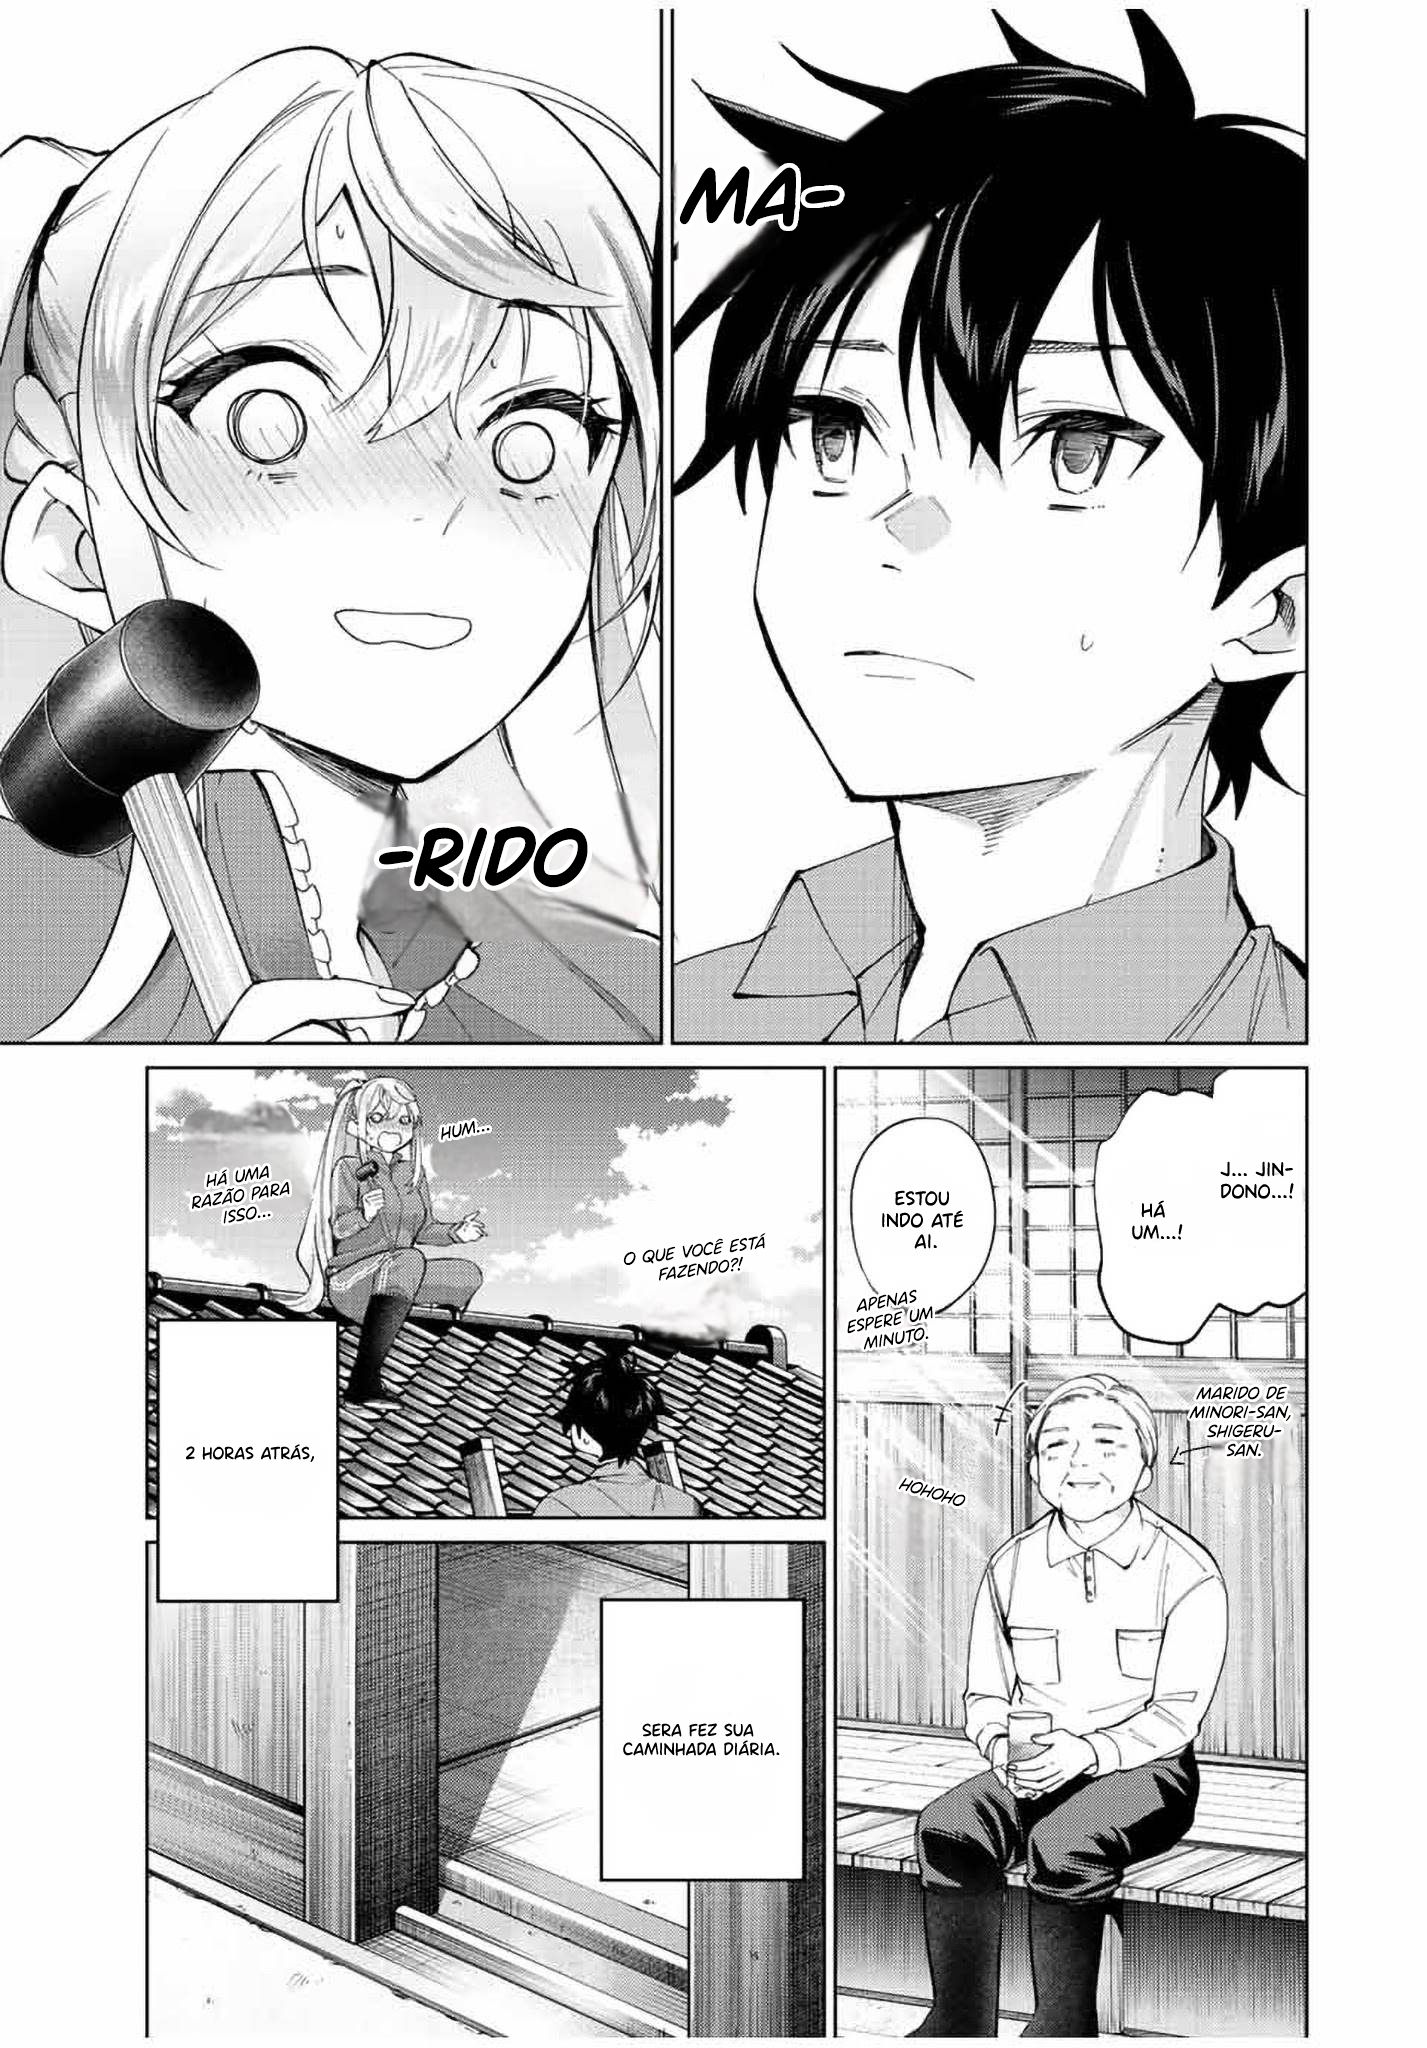 MA-
-RIDO
J... JIN-
DONO...!
HÁ
UM...!
ESTOU
INDO ATÉ
AI.
APENAS
ESPERE UM
MINUTO.
MARIDO DE
MINORI-SAN,
SHIGERU-
SAN.
HOHOHO
HUM...
HÁ UMA
RAZÃO PARA
ISSO...
O QUE VOCÊ ESTÁ
FAZENDO?!
2 HORAS ATRÁS,
SERA FEZ SUA
CAMINHADA DIÁRIA.